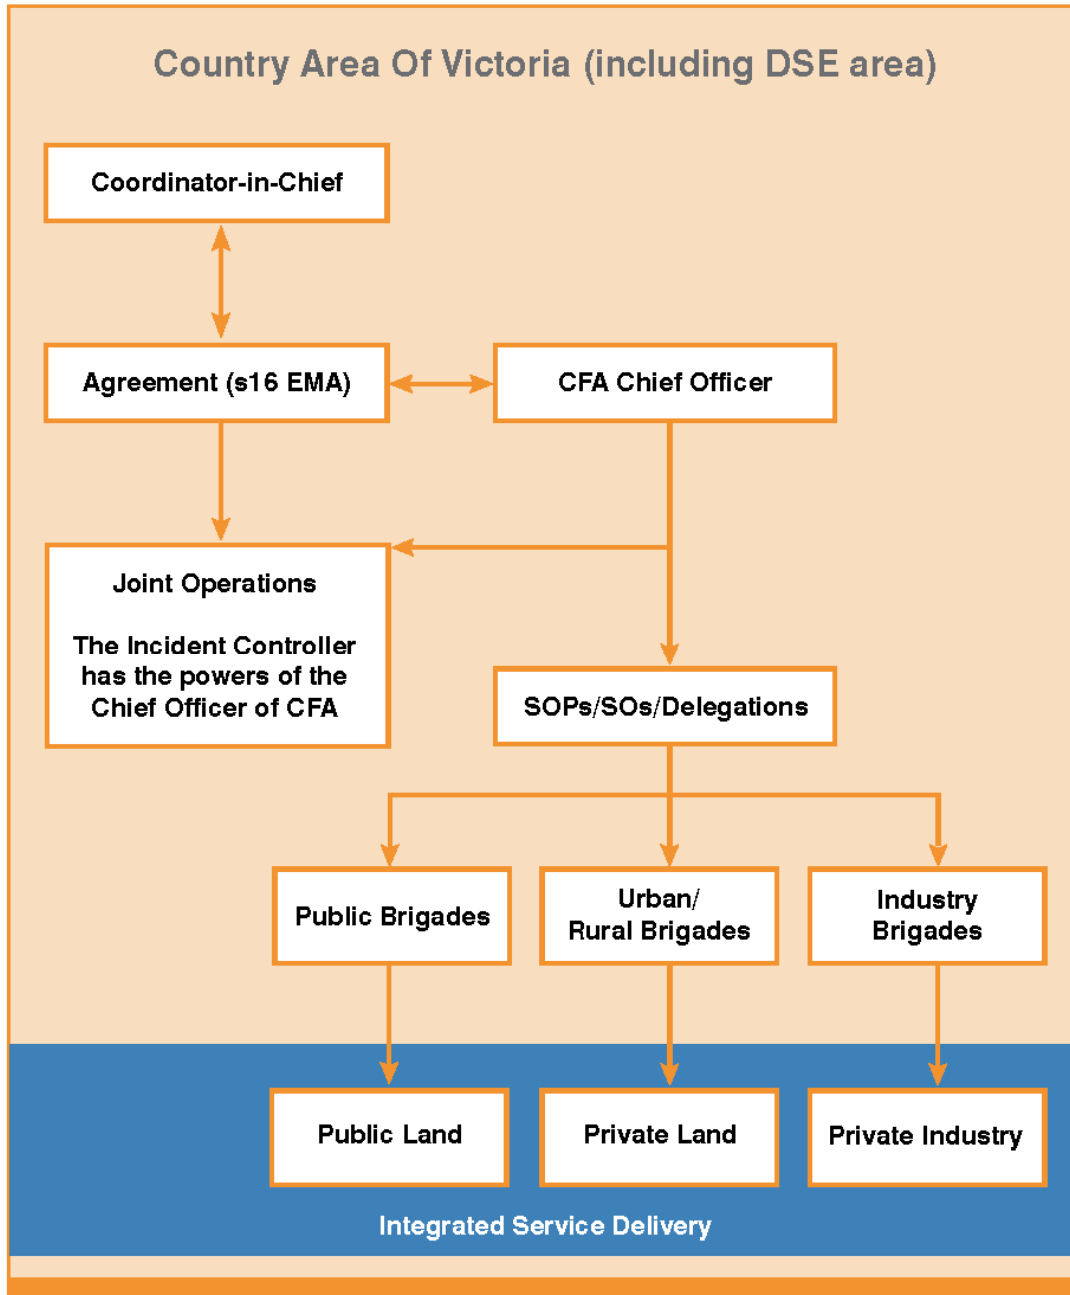 Country Area Of Victoria (including DSE area)
Coordinator-in-Chief
Agreement (s16 EMA)
CFA Chief Officer
Joint Operations
The Incident Controller
has the powers of the
Chief Officer of CFA
SOPs/SOs/Delegations
Public Brigades
Urban/
Rural Brigades
Industry
Brigades
Public Land
Private Land
Private Industry
Integrated Service Delivery